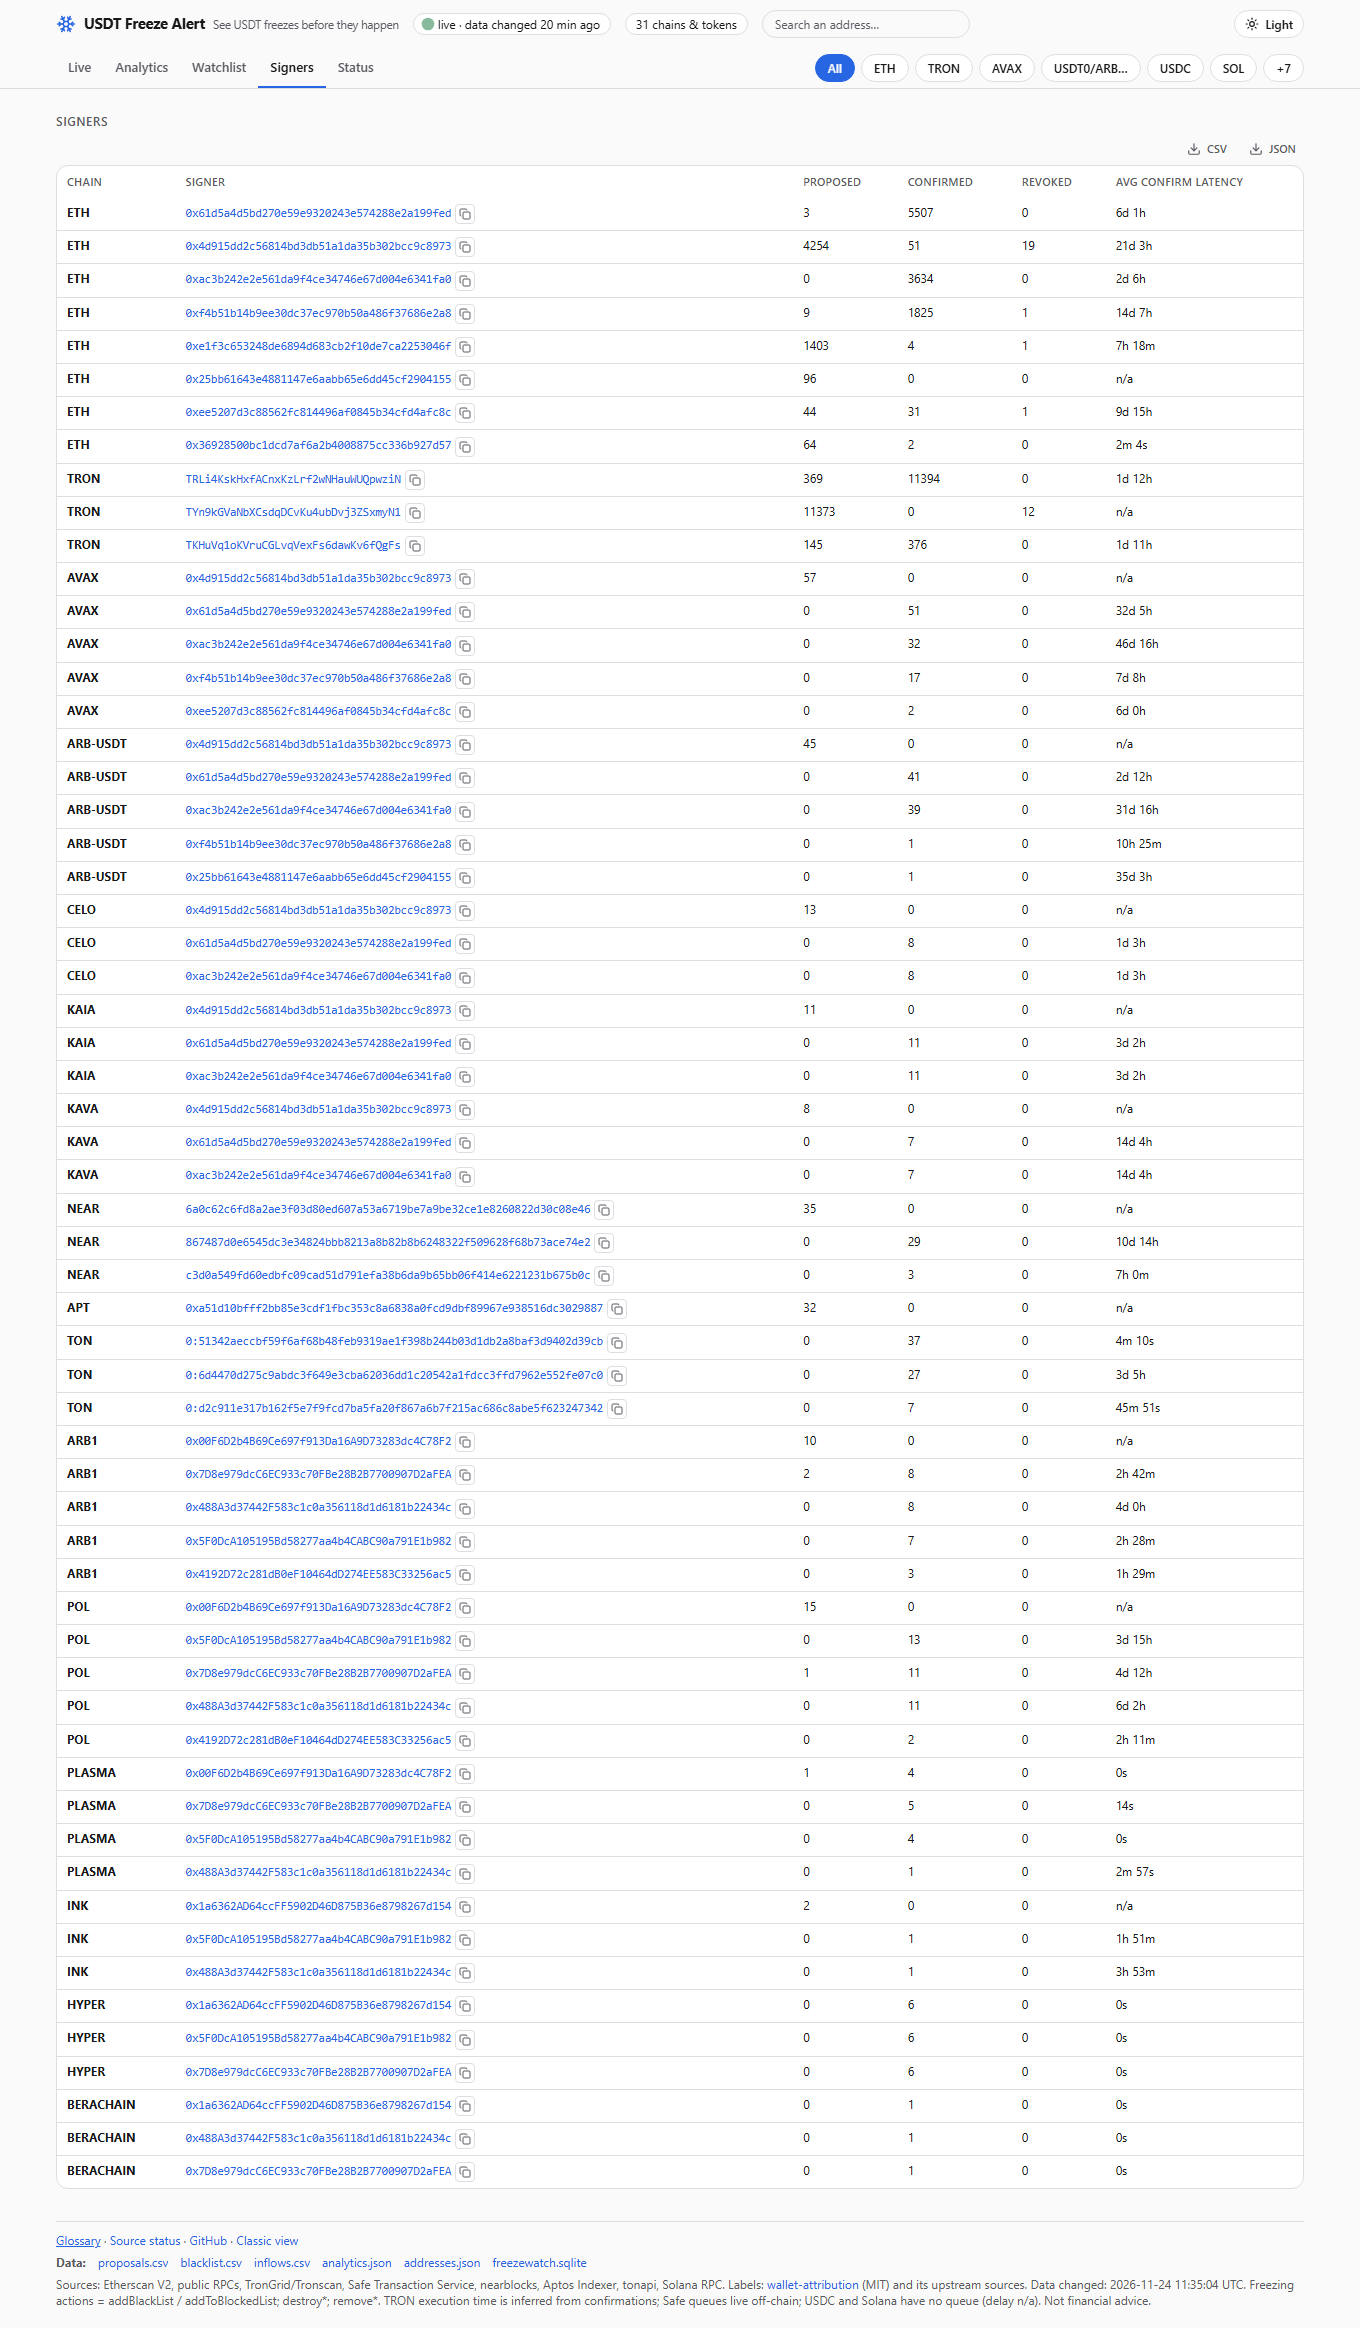 USDT Freeze Alert See USDT freezes before they happen live · data changed 20 min ago 31 chains & tokens Search an address... Light
Live Analytics Watchlist Signers Status All ETH TRON AVAX USDT0/ARB... USDC SOL +7
SIGNERS
CSV JSON
CHAIN SIGNER PROPOSED CONFIRMED REVOKED AVG CONFIRM LATENCY
ETH 0x61d5a4d5bd270e59e9320243e574288e2a199fed 3 5507 0 6d 1h
ETH 0x4d915dd2c56814bd3db51a1da35b302bcc9c8973 4254 51 19 21d 3h
ETH 0xac3b242e2e561da9f4ce34746e67d004e6341fa0 0 3634 0 2d 6h
ETH 0xf4b51b14b9ee30dc37ec970b50a486f37686e2a8 9 1825 1 14d 7h
ETH 0xe1f3c653248de6894d683cb2f10de7ca2253046f 1403 4 1 7h 18m
ETH 0x25bb61643e4881147e6aabb65e6dd45cf2904155 96 0 0 n/a
ETH 0xee5207d3c88562fc814496af0845b34cfd4afc8c 44 31 1 9d 15h
ETH 0x36928500bc1dcd7af6a2b4008875cc336b927d57 64 2 0 2m 4s
TRON TRLi4KskHxfACnxKzLrf2wNHauWUQpwziN 369 11394 0 1d 12h
TRON TYn9kGVaNbXCsdqDCvKu4ubDvj3ZSxmyN1 11373 0 12 n/a
TRON TKHuVq1oKVruCGLvqVexFs6dawKv6fQgFs 145 376 0 1d 11h
AVAX 0x4d915dd2c56814bd3db51a1da35b302bcc9c8973 57 0 0 n/a
AVAX 0x61d5a4d5bd270e59e9320243e574288e2a199fed 0 51 0 32d 5h
AVAX 0xac3b242e2e561da9f4ce34746e67d004e6341fa0 0 32 0 46d 16h
AVAX 0xf4b51b14b9ee30dc37ec970b50a486f37686e2a8 0 17 0 7d 8h
AVAX 0xee5207d3c88562fc814496af0845b34cfd4afc8c 0 2 0 6d 0h
ARB-USDT 0x4d915dd2c56814bd3db51a1da35b302bcc9c8973 45 0 0 n/a
ARB-USDT 0x61d5a4d5bd270e59e9320243e574288e2a199fed 0 41 0 2d 12h
ARB-USDT 0xac3b242e2e561da9f4ce34746e67d004e6341fa0 0 39 0 31d 16h
ARB-USDT 0xf4b51b14b9ee30dc37ec970b50a486f37686e2a8 0 1 0 10h 25m
ARB-USDT 0x25bb61643e4881147e6aabb65e6dd45cf2904155 0 1 0 35d 3h
CELO 0x4d915dd2c56814bd3db51a1da35b302bcc9c8973 13 0 0 n/a
CELO 0x61d5a4d5bd270e59e9320243e574288e2a199fed 0 8 0 1d 3h
CELO 0xac3b242e2e561da9f4ce34746e67d004e6341fa0 0 8 0 1d 3h
KAIA 0x4d915dd2c56814bd3db51a1da35b302bcc9c8973 11 0 0 n/a
KAIA 0x61d5a4d5bd270e59e9320243e574288e2a199fed 0 11 0 3d 2h
KAIA 0xac3b242e2e561da9f4ce34746e67d004e6341fa0 0 11 0 3d 2h
KAVA 0x4d915dd2c56814bd3db51a1da35b302bcc9c8973 8 0 0 n/a
KAVA 0x61d5a4d5bd270e59e9320243e574288e2a199fed 0 7 0 14d 4h
KAVA 0xac3b242e2e561da9f4ce34746e67d004e6341fa0 0 7 0 14d 4h
NEAR 6a0c62c6fd8a2ae3f03d80ed607a53a6719be7a9be32ce1e8260822d30c08e46 35 0 0 n/a
NEAR 867487d0e6545dc3e34824bbb8213a8b82b8b6248322f509628f68b73ace74e2 0 29 0 10d 14h
NEAR c3d0a549fd60edbfc09cad51d791efa38b6da9b65bb06f414e6221231b675b0c 0 3 0 7h 0m
APT 0xa51d10bfff2bb85e3cdf1fbc353c8a6838a0fcd9dbf89967e938516dc3029887 32 0 0 n/a
TON 0:51342aeccbf59f6af68b48feb9319ae1f398b244b03d1db2a8baf3d9402d39cb 0 37 0 4m 10s
TON 0:6d4470d275c9abdc3f649e3cba62036dd1c20542a1fdcc3ffd7962e552fe07c0 0 27 0 3d 5h
TON 0:d2c911e317b162f5e7f9fcd7ba5fa20f867a6b7f215ac686c8abe5f623247342 0 7 0 45m 51s
ARB1 0x00F6D2b4B69Ce697f913Da16A9D73283dc4C78F2 10 0 0 n/a
ARB1 0x7D8e979dcC6EC933c70FBe28B2B7700907D2aFEA 2 8 0 2h 42m
ARB1 0x488A3d37442F583c1c0a356118d1d6181b22434c 0 8 0 4d 0h
ARB1 0x5F0DcA105195Bd58277aa4b4CABC90a791E1b982 0 7 0 2h 28m
ARB1 0x4192D72c281dB0eF10464dD274EE583C33256ac5 0 3 0 1h 29m
POL 0x00F6D2b4B69Ce697f913Da16A9D73283dc4C78F2 15 0 0 n/a
POL 0x5F0DcA105195Bd58277aa4b4CABC90a791E1b982 0 13 0 3d 15h
POL 0x7D8e979dcC6EC933c70FBe28B2B7700907D2aFEA 1 11 0 4d 12h
POL 0x488A3d37442F583c1c0a356118d1d6181b22434c 0 11 0 6d 2h
POL 0x4192D72c281dB0eF10464dD274EE583C33256ac5 0 2 0 2h 11m
PLASMA 0x00F6D2b4B69Ce697f913Da16A9D73283dc4C78F2 1 4 0 0s
PLASMA 0x7D8e979dcC6EC933c70FBe28B2B7700907D2aFEA 0 5 0 14s
PLASMA 0x5F0DcA105195Bd58277aa4b4CABC90a791E1b982 0 4 0 0s
PLASMA 0x488A3d37442F583c1c0a356118d1d6181b22434c 0 1 0 2m 57s
INK 0x1a6362AD64ccFF5902D46D875B36e8798267d154 2 0 0 n/a
INK 0x5F0DcA105195Bd58277aa4b4CABC90a791E1b982 0 1 0 1h 51m
INK 0x488A3d37442F583c1c0a356118d1d6181b22434c 0 1 0 3h 53m
HYPER 0x1a6362AD64ccFF5902D46D875B36e8798267d154 0 6 0 0s
HYPER 0x5F0DcA105195Bd58277aa4b4CABC90a791E1b982 0 6 0 0s
HYPER 0x7D8e979dcC6EC933c70FBe28B2B7700907D2aFEA 0 6 0 0s
BERACHAIN 0x1a6362AD64ccFF5902D46D875B36e8798267d154 0 1 0 0s
BERACHAIN 0x488A3d37442F583c1c0a356118d1d6181b22434c 0 1 0 0s
BERACHAIN 0x7D8e979dcC6EC933c70FBe28B2B7700907D2aFEA 0 1 0 0s
Glossary · Source status · GitHub · Classic view
Data: proposals.csv blacklist.csv inflows.csv analytics.json addresses.json freezewatch.sqlite
Sources: Etherscan V2, public RPCs, TronGrid/Tronscan, Safe Transaction Service, nearblocks, Aptos Indexer, tonapi, Solana RPC. Labels: wallet-attribution (MIT) and its upstream sources. Data changed: 2026-11-24 11:35:04 UTC. Freezing
actions = addBlackList / addToBlockedList; destroy*; remove*. TRON execution time is inferred from confirmations; Safe queues live off-chain; USDC and Solana have no queue (delay n/a). Not financial advice.